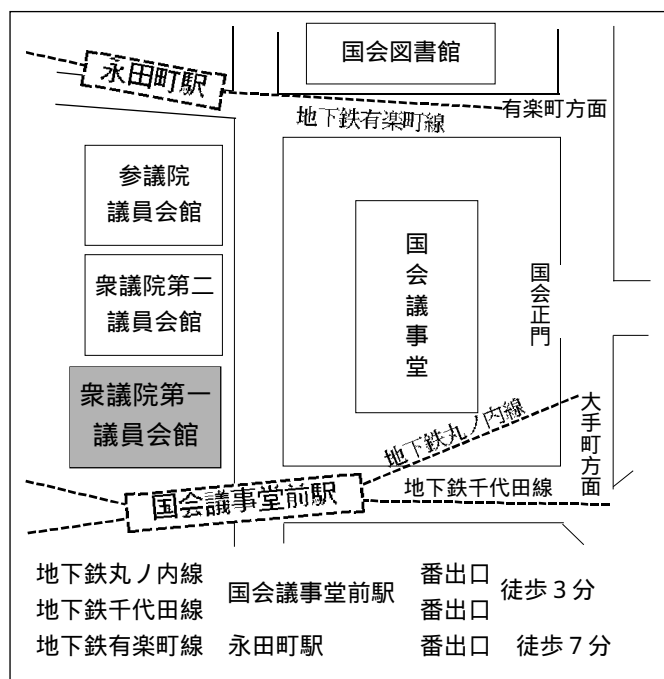 国会図書館
永田町駅
有楽町方面
地下鉄有楽町線
参議院
議員会館
衆議院第二
議員会館
国会議事堂
国会正門
衆議院第一
議員会館
大手町方面
地下鉄丸ノ内線
地下鉄千代田線
国会議事堂前駅
地下鉄丸ノ内線 番出口
国会議事堂前駅 徒歩3分
地下鉄千代田線 番出口
地下鉄有楽町線 永田町駅 番出口 徒歩7分